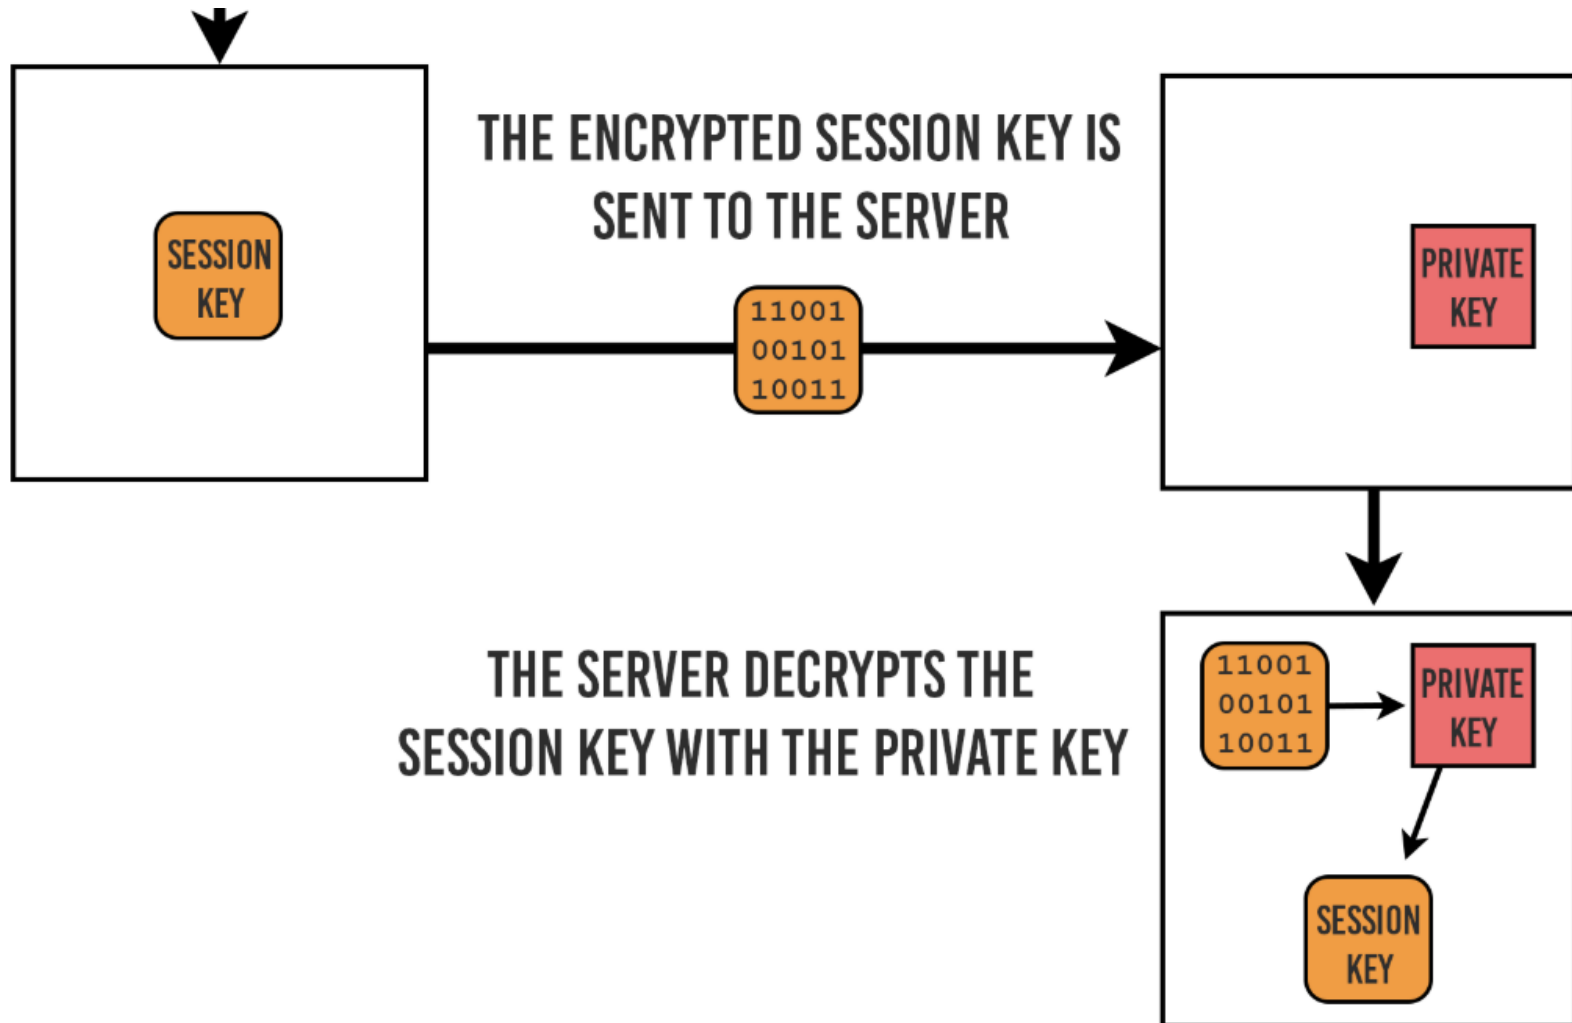 THE ENCRYPTED SESSION KEY IS
SENT TO THE SERVER
SESSION
KEY
11001
00101
10011
PRIVATE
KEY
THE SERVER DECRYPTS THE
SESSION KEY WITH THE PRIVATE KEY
11001
00101
10011
PRIVATE
KEY
SESSION
KEY